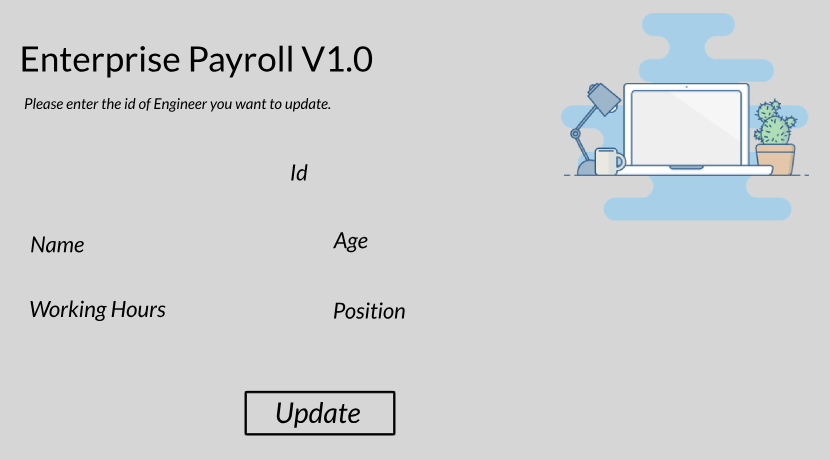 Enterprise Payroll V1.0
Please enter the id of Engineer you want to update.
Id
Name
Age
Working Hours
Position
Update